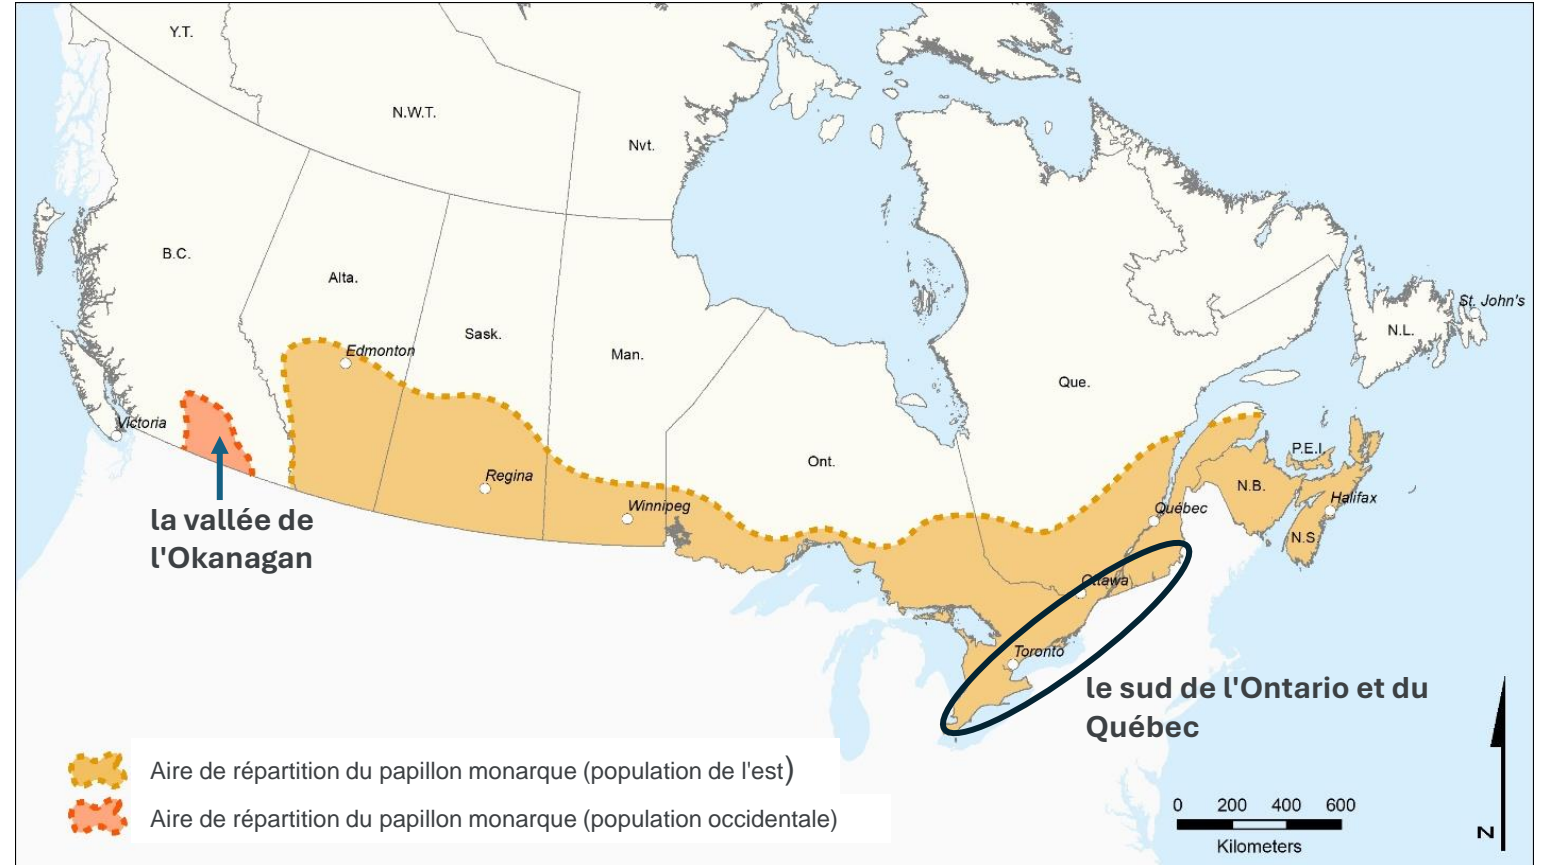 Y.T.
N.W.T.
Nvt.
B.C.
Alta.
Sask.
Man.
Ont.
Que.
St. John's
N.L.
Edmonton
Victoria
Regina
Winnipeg
Québec
P.E.I.
N.B.
Halifax
N.S
Ottawa
Toronto
la vallée de
l'Okanagan
le sud de l'Ontario et du
Québec
Aire de répartition du papillon monarque (population de l'est)
Aire de répartition du papillon monarque (population occidentale)
0 200 400 600
Kilometers
N